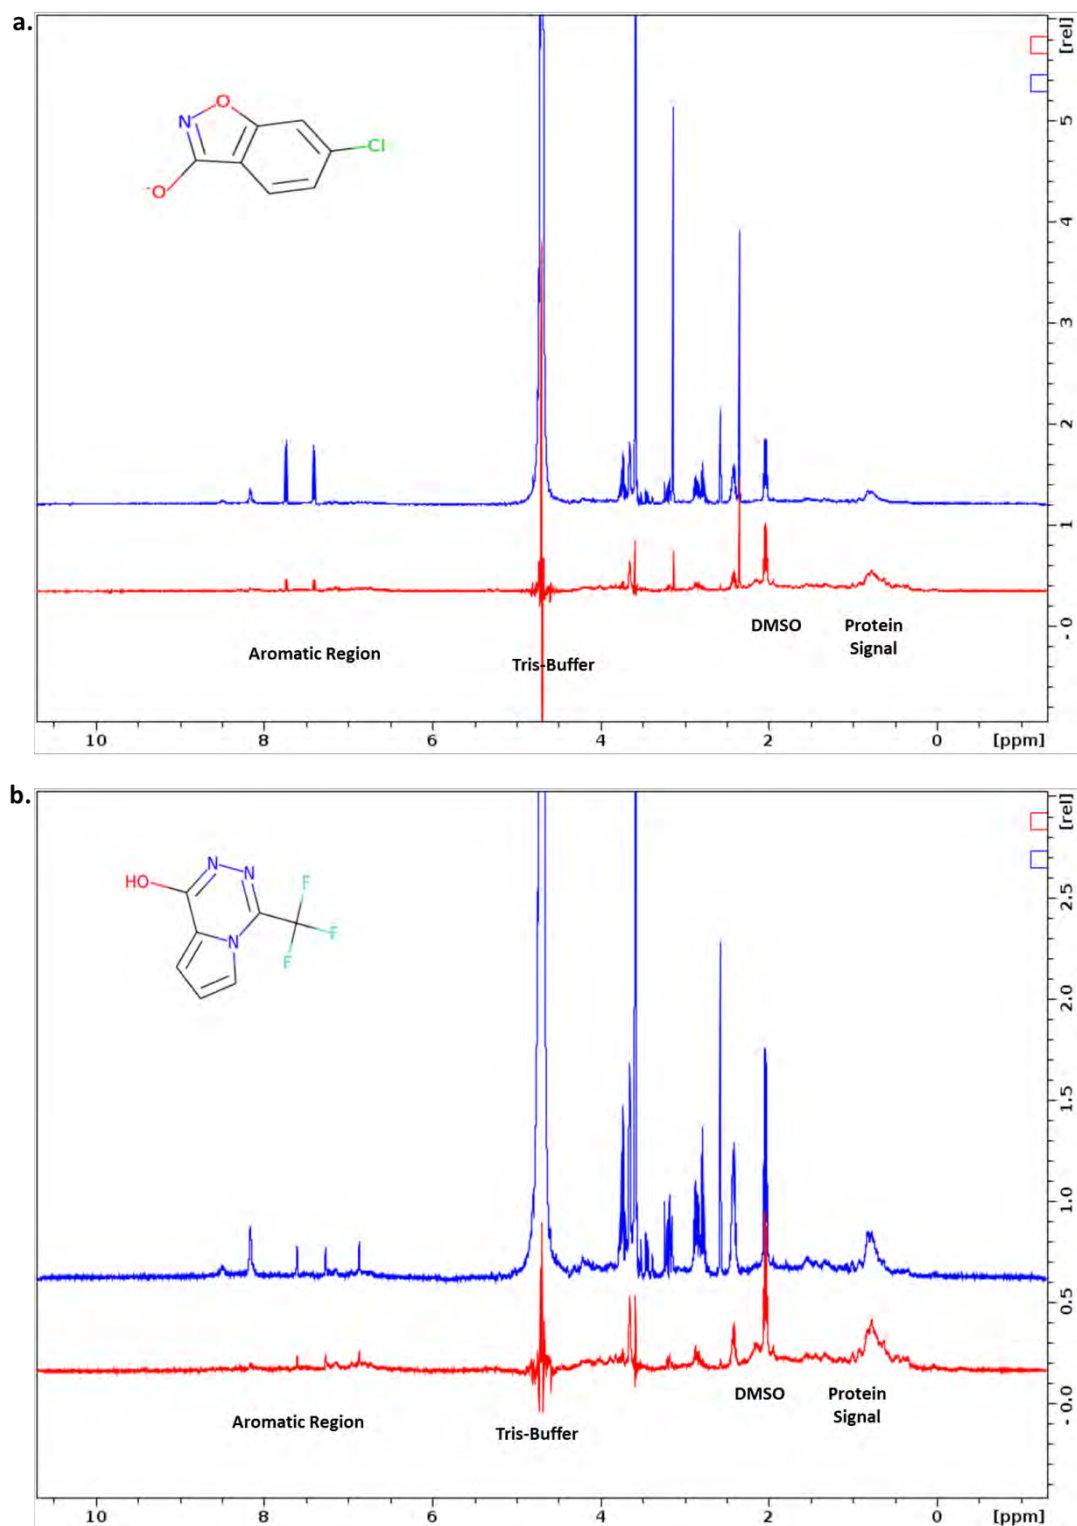 a.
[rel]
5
4
3
2
1
- 0
N
O
Cl
-O
Aromatic Region
Tris-Buffer
DMSO
Protein
Signal
10
8
6
4
2
0
[ppm]
b.
[rel]
2.5
2.0
1.5
1.0
0.5
- 0.0
HO
N
N
N
F
F
F
Aromatic Region
Tris-Buffer
DMSO
Protein
Signal
10
8
6
4
2
0
[ppm]